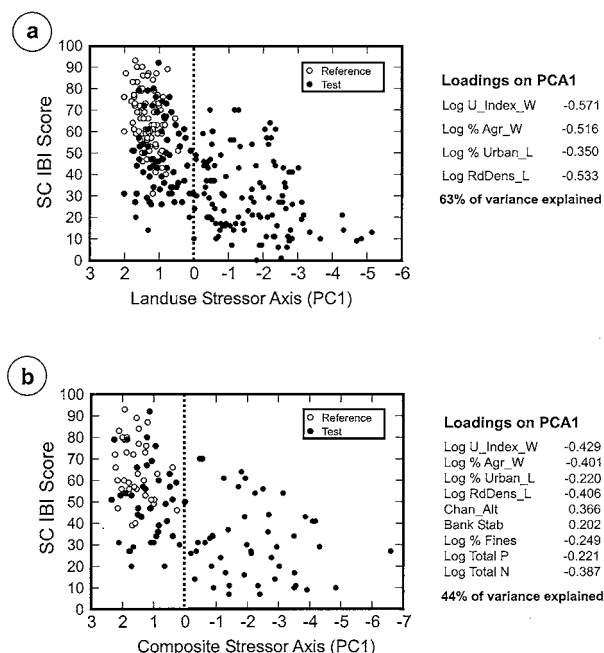 a
100
90
80
70
60
50
40
30
20
10
0
SC IBI Score
Reference
Test
3 2 1 0 -1 -2 -3 -4 -5 -6
Landuse Stressor Axis (PC1)
Loadings on PCA1
Log U_Index_W -0.571
Log % Agr_W -0.516
Log % Urban_L -0.350
Log RdDens_L -0.533
63% of variance explained
b
100
90
80
70
60
50
40
30
20
10
0
SC IBI Score
Reference
Test
3 2 1 0 -1 -2 -3 -4 -5 -6 -7
Composite Stressor Axis (PC1)
Loadings on PCA1
Log U_Index_W -0.429
Log % Agr_W -0.401
Log % Urban_L -0.220
Log RdDens_L -0.406
Chan_Alt 0.366
Bank Stab 0.202
Log % Fines -0.249
Log Total P -0.221
Log Total N -0.387
44% of variance explained